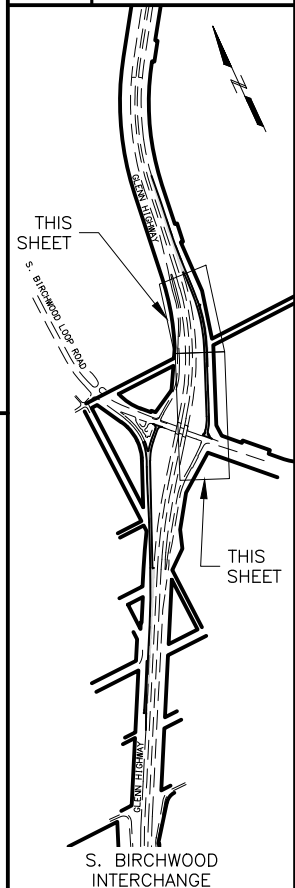 N
GLENN HIGHWAY
THIS
SHEET
S. BIRCHWOOD LOOP ROAD
THIS
SHEET
GLENN HIGHWAY
S. BIRCHWOOD
INTERCHANGE